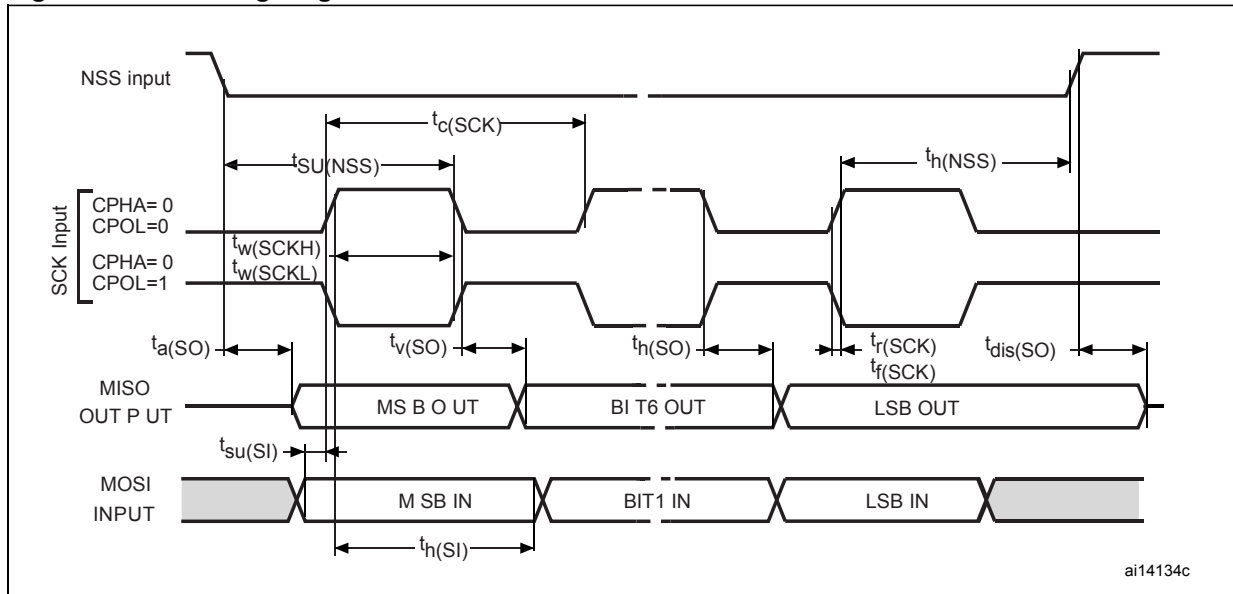 NSS input
tc(SCK)
tSU(NSS)
th(NSS)
SCK Input
CPHA= 0
CPOL=0
tw(SCKH)
CPHA= 0
tw(SCKL)
CPOL=1
ta(SO)
tv(SO)
th(SO)
tr(SCK)
tf(SCK)
tdis(SO)
MISO
OUT P UT
MS B O UT
BI T6 OUT
LSB OUT
tsu(SI)
MOSI
INPUT
M SB IN
BIT1 IN
LSB IN
th(SI)
ai14134c